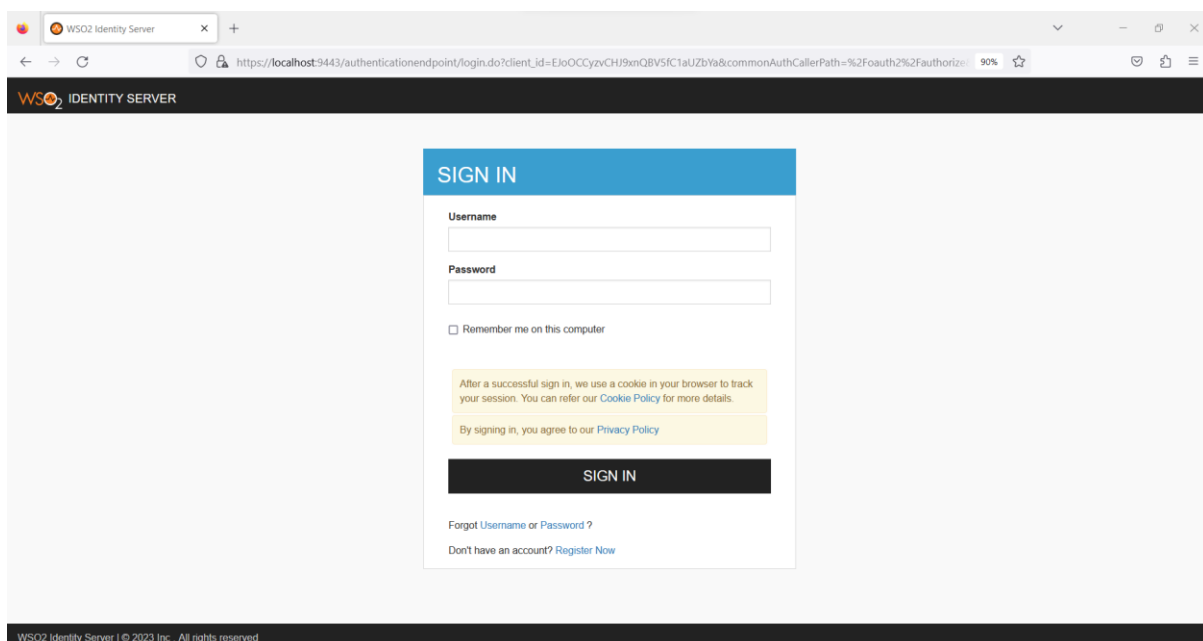 WSO2 Identity Server
https://localhost:9443/authenticationendpoint/login.do?client_id=EJoOCCyzvCHJ9xnQBV5fC1aUZbYa&commonAuthCallerPath=%2Foauth2%2Fauthorize
90%
WSO2 IDENTITY SERVER
SIGN IN
Username
Password
Remember me on this computer
After a successful sign in, we use a cookie in your browser to track
your session. You can refer our Cookie Policy for more details.
By signing in, you agree to our Privacy Policy
SIGN IN
Forgot Username or Password ?
Don't have an account? Register Now
WSO2 Identity Server | © 2023 Inc . All rights reserved